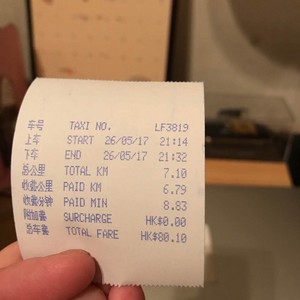 车号 TAXI NO. LF3819
上车 START 26/05/17 21:14
下车 END 26/05/17 21:32
总公里 TOTAL KM 7.10
收费公里 PAID KM 6.79
收费分钟 PAID MIN 8.83
附加费 SURCHARGE HK$0.00
总车费 TOTAL FARE HK$80.10